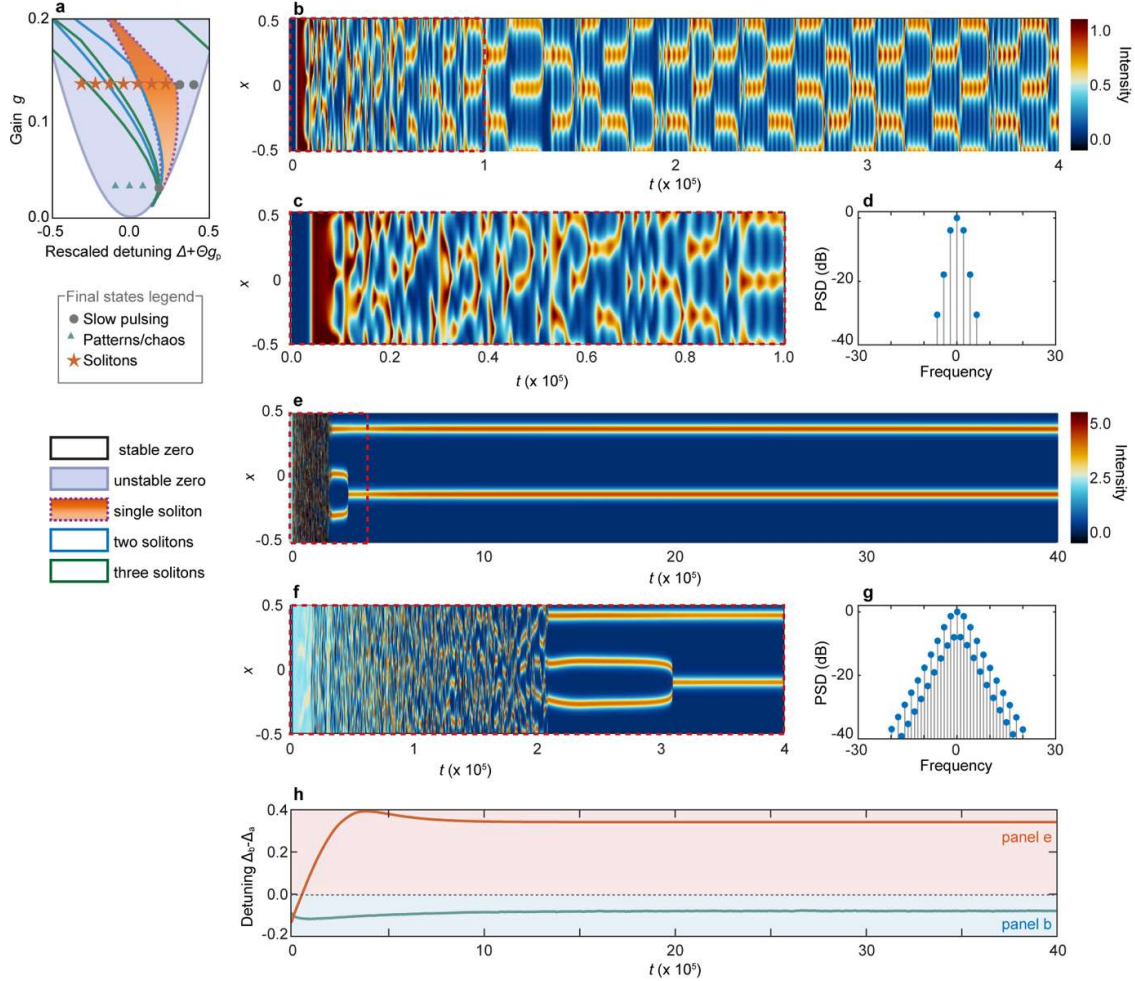 a
0.2
0.1
0.0
Gain g
-0.5
0.0
0.5
Rescaled detuning Δ+Θgₚ
Final states legend
Slow pulsing
Patterns/chaos
Solitons
stable zero
unstable zero
single soliton
two solitons
three solitons
b
0.5
0
-0.5
x
0
1
2
3
4
t (x 10⁵)
1.0
0.5
0.0
Intensity
c
0.5
0
-0.5
x
0.0
0.2
0.4
0.6
0.8
1.0
t (x 10⁵)
d
0
-20
-40
PSD (dB)
-30
0
30
Frequency
e
0.5
0
-0.5
x
0
10
20
30
40
t (x 10⁵)
5.0
2.5
0.0
Intensity
f
0.5
0
-0.5
x
0
1
2
3
4
t (x 10⁵)
g
0
-20
-40
PSD (dB)
-30
0
30
Frequency
h
0.4
0.2
0.0
-0.2
Detuning Δb-Δa
panel e
panel b
0
10
20
30
40
t (x 10⁵)